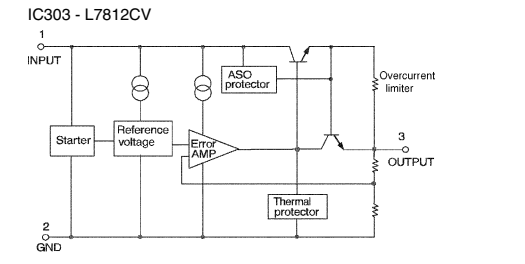 IC303 - L7812CV
1
INPUT
ASO
protector
Overcurrent
limiter
Starter
Reference
voltage
Error
AMP
3
OUTPUT
Thermal
protector
2
GND